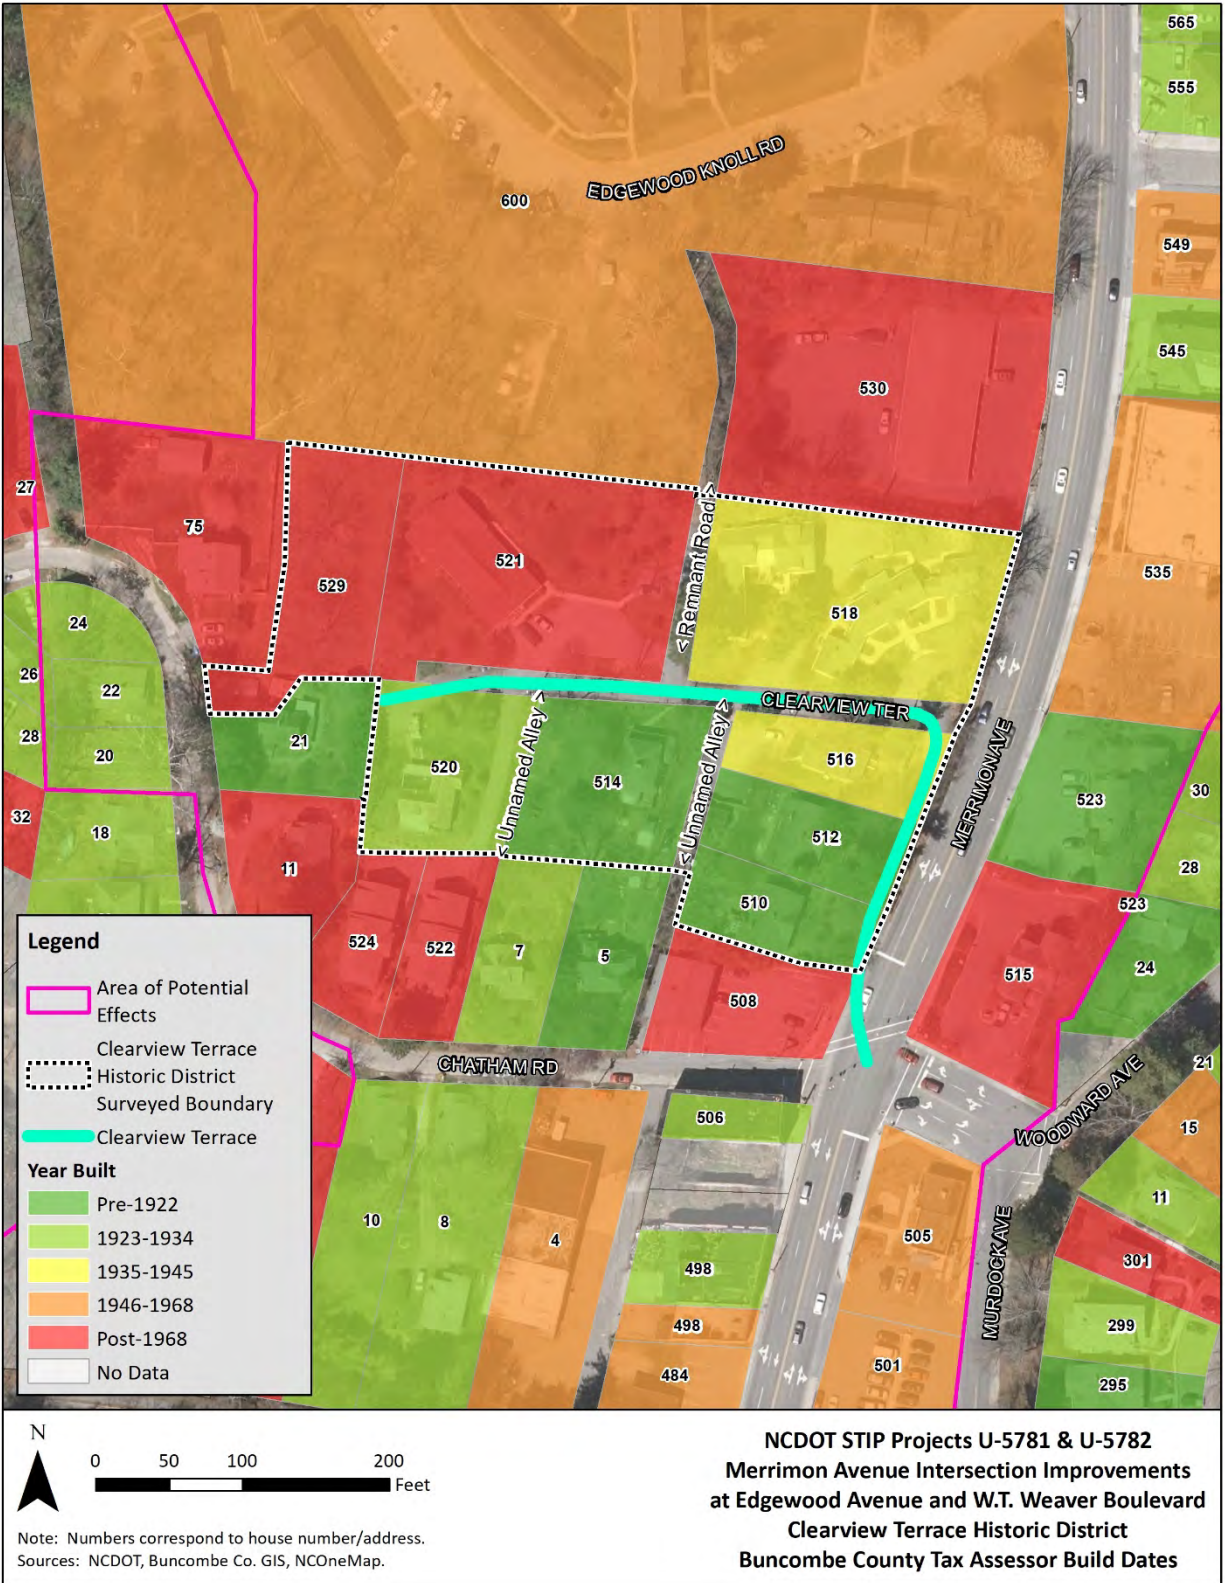 565
555
EDGEWOOD KNOLL RD
600
549
545
530
535
27
75
529
521
< Remnant Road >
518
24
26
22
28
20
21
CLEARVIEW TER
< Unnamed Alley >
< Unnamed Alley >
520
514
516
MERRIMON AVE
523
30
32
18
512
28
11
510
523
524
522
7
5
508
515
24
CHATHAM RD
506
WOODWARD AVE
21
15
10
8
4
505
11
498
MURDOCK AVE
301
498
299
484
501
295
Legend
Area of Potential
Effects
Clearview Terrace
Historic District
Surveyed Boundary
Clearview Terrace
Year Built
Pre-1922
1923-1934
1935-1945
1946-1968
Post-1968
No Data
N
0 50 100 200
Feet
Note: Numbers correspond to house number/address.
Sources: NCDOT, Buncombe Co. GIS, NCOneMap.
NCDOT STIP Projects U-5781 & U-5782
Merrimon Avenue Intersection Improvements
at Edgewood Avenue and W.T. Weaver Boulevard
Clearview Terrace Historic District
Buncombe County Tax Assessor Build Dates